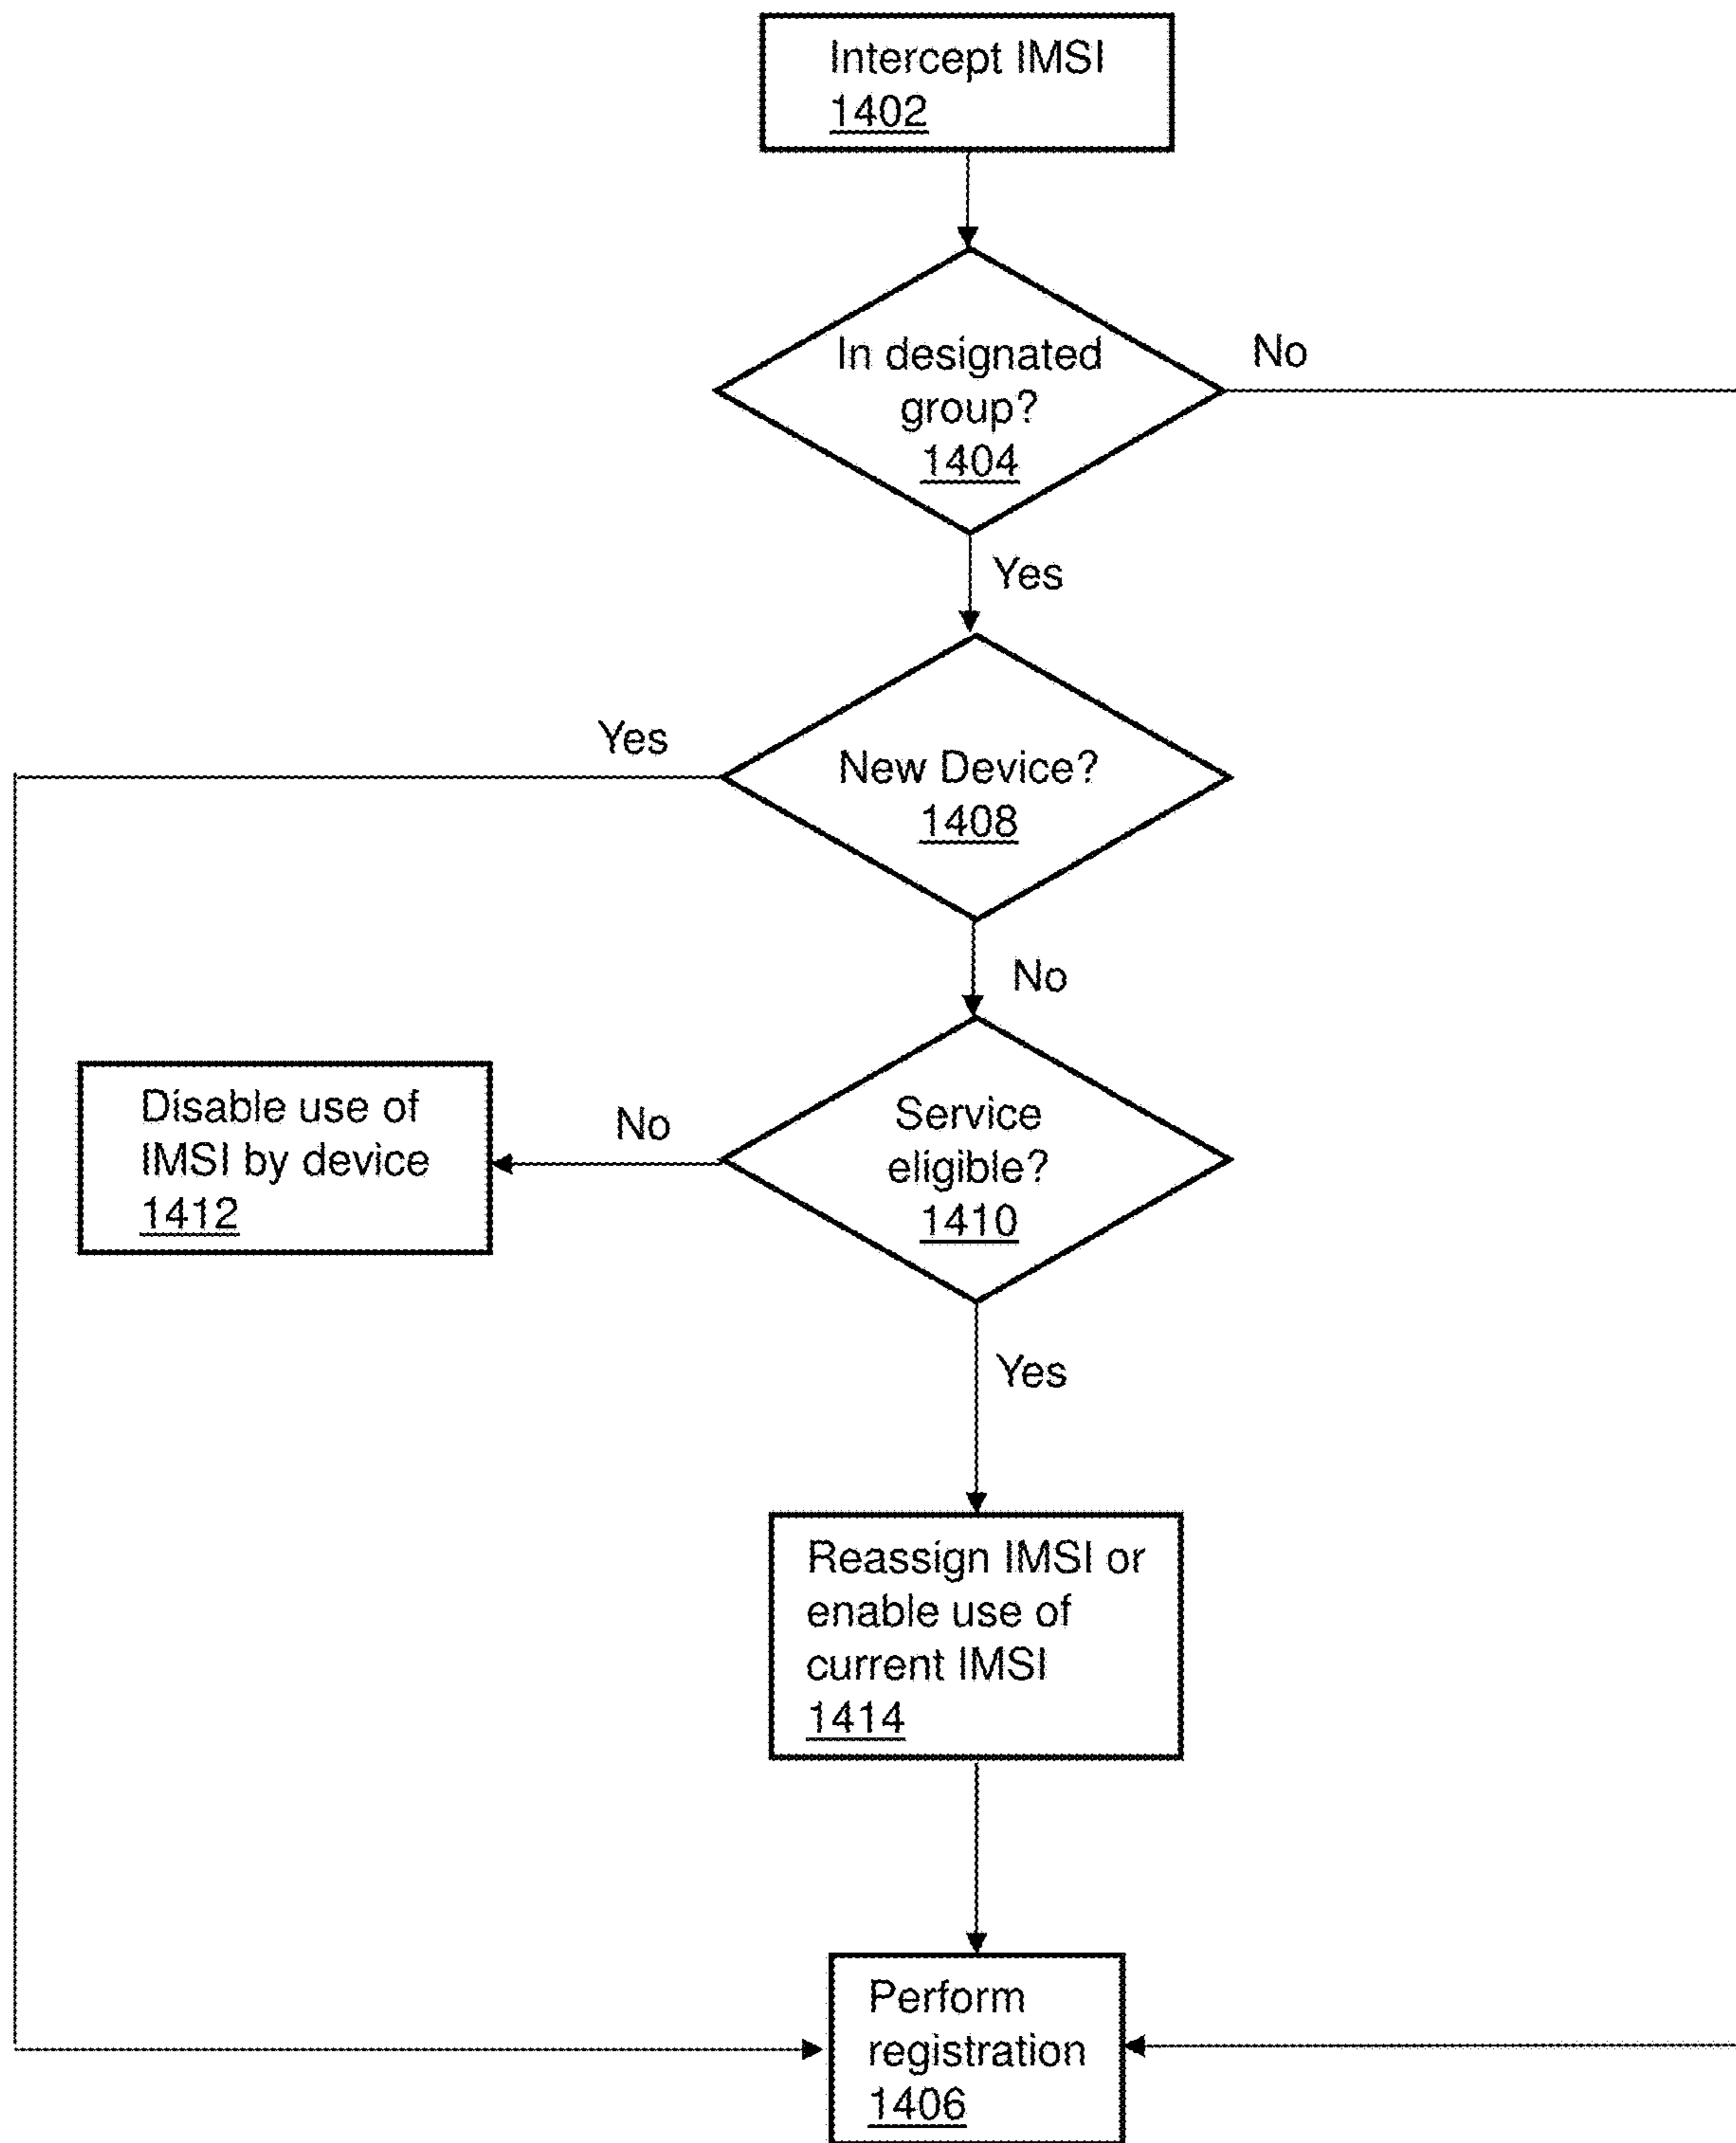 Intercept IMSI
1402
In designated
group?
1404
No
Yes
New Device?
1408
Yes
No
Service
eligible?
1410
No
Disable use of
IMSI by device
1412
Yes
Reassign IMSI or
enable use of
current IMSI
1414
Perform
registration
1406